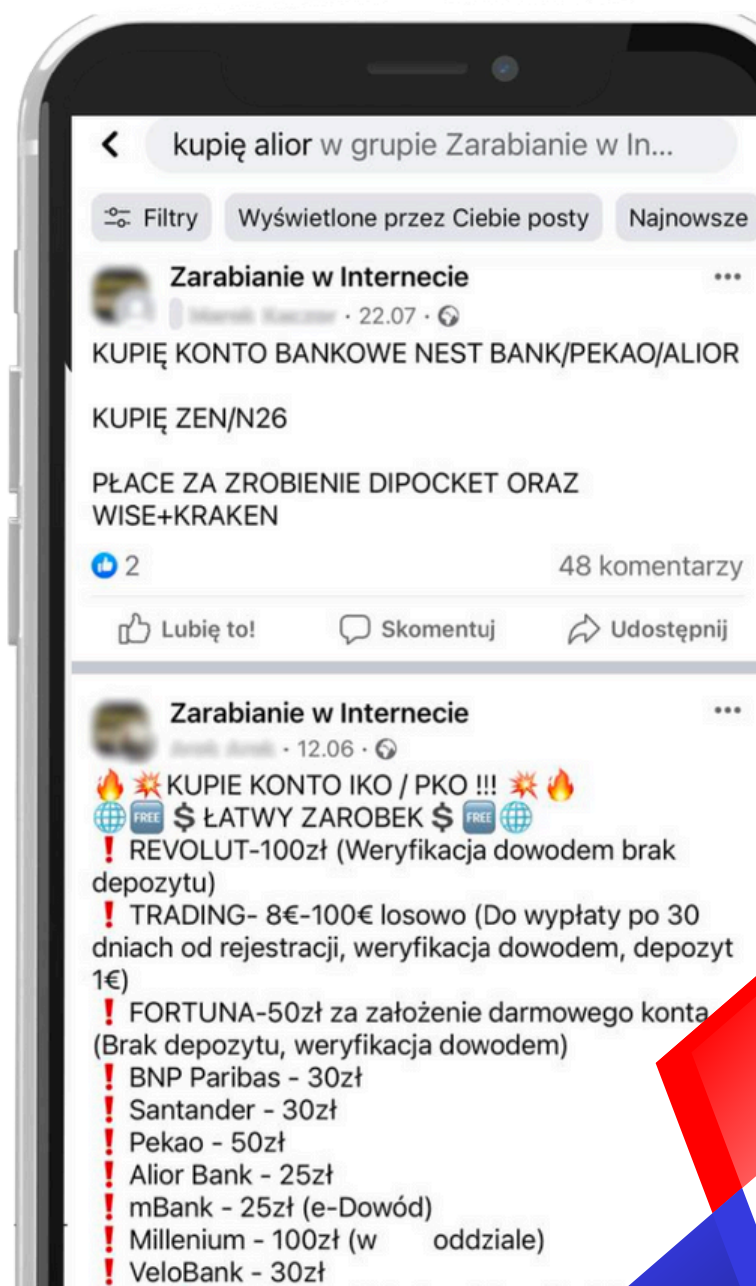 kupię alior w grupie Zarabianie w In...
Filtry
Wyświetlone przez Ciebie posty
Najnowsze
Zarabianie w Internecie
· 22.07 ·
KUPIĘ KONTO BANKOWE NEST BANK/PEKAO/ALIOR
KUPIĘ ZEN/N26
PŁACE ZA ZROBIENIE DIPOCKET ORAZ
WISE+KRAKEN
2
48 komentarzy
Lubię to!
Skomentuj
Udostępnij
Zarabianie w Internecie
· 12.06 ·
🔥 💥KUPIE KONTO IKO / PKO !!! 💥🔥
🌐🆓 $ ŁATWY ZAROBEK $ 🆓🌐
❗ REVOLUT-100zł (Weryfikacja dowodem brak
depozytu)
❗ TRADING- 8€-100€ losowo (Do wypłaty po 30
dniach od rejestracji, weryfikacja dowodem, depozyt
1€)
❗ FORTUNA-50zł za założenie darmowego konta
(Brak depozytu, weryfikacja dowodem)
❗ BNP Paribas - 30zł
❗ Santander - 30zł
❗ Pekao - 50zł
❗ Alior Bank - 25zł
❗ mBank - 25zł (e-Dowód)
❗ Millenium - 100zł (w oddziale)
❗ VeloBank - 30zł